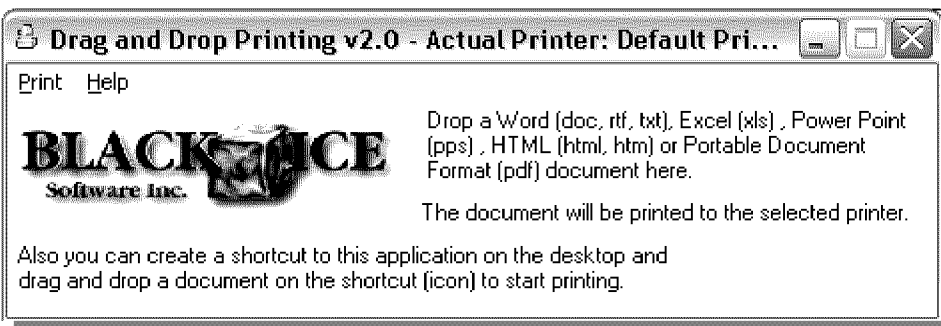 Drag and Drop Printing v2.0 - Actual Printer: Default Pri...
Print Help
BLACK ICE
Software Inc.
Drop a Word (doc, rtf, txt), Excel (xls) , Power Point
(pps) , HTML (html, htm) or Portable Document
Format (pdf) document here.
The document will be printed to the selected printer.
Also you can create a shortcut to this application on the desktop and
drag and drop a document on the shortcut (icon) to start printing.